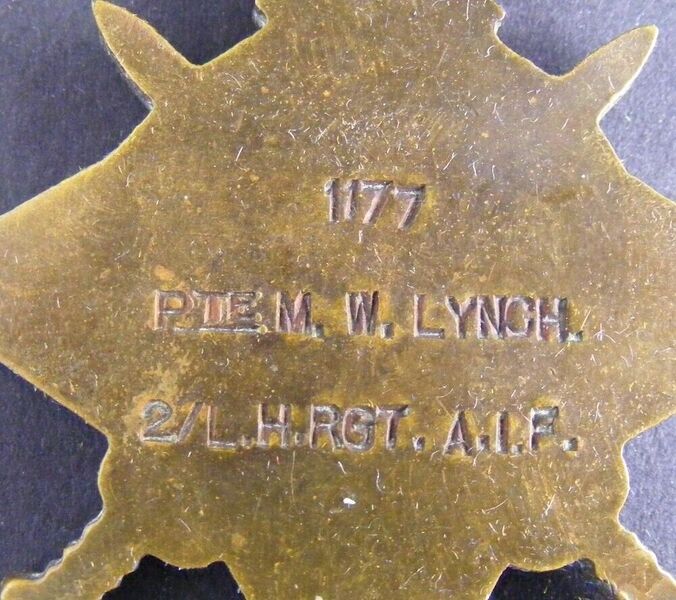 1177
PTE. M. W. LYNCH.
2/L.H.RGT. A.I.F.